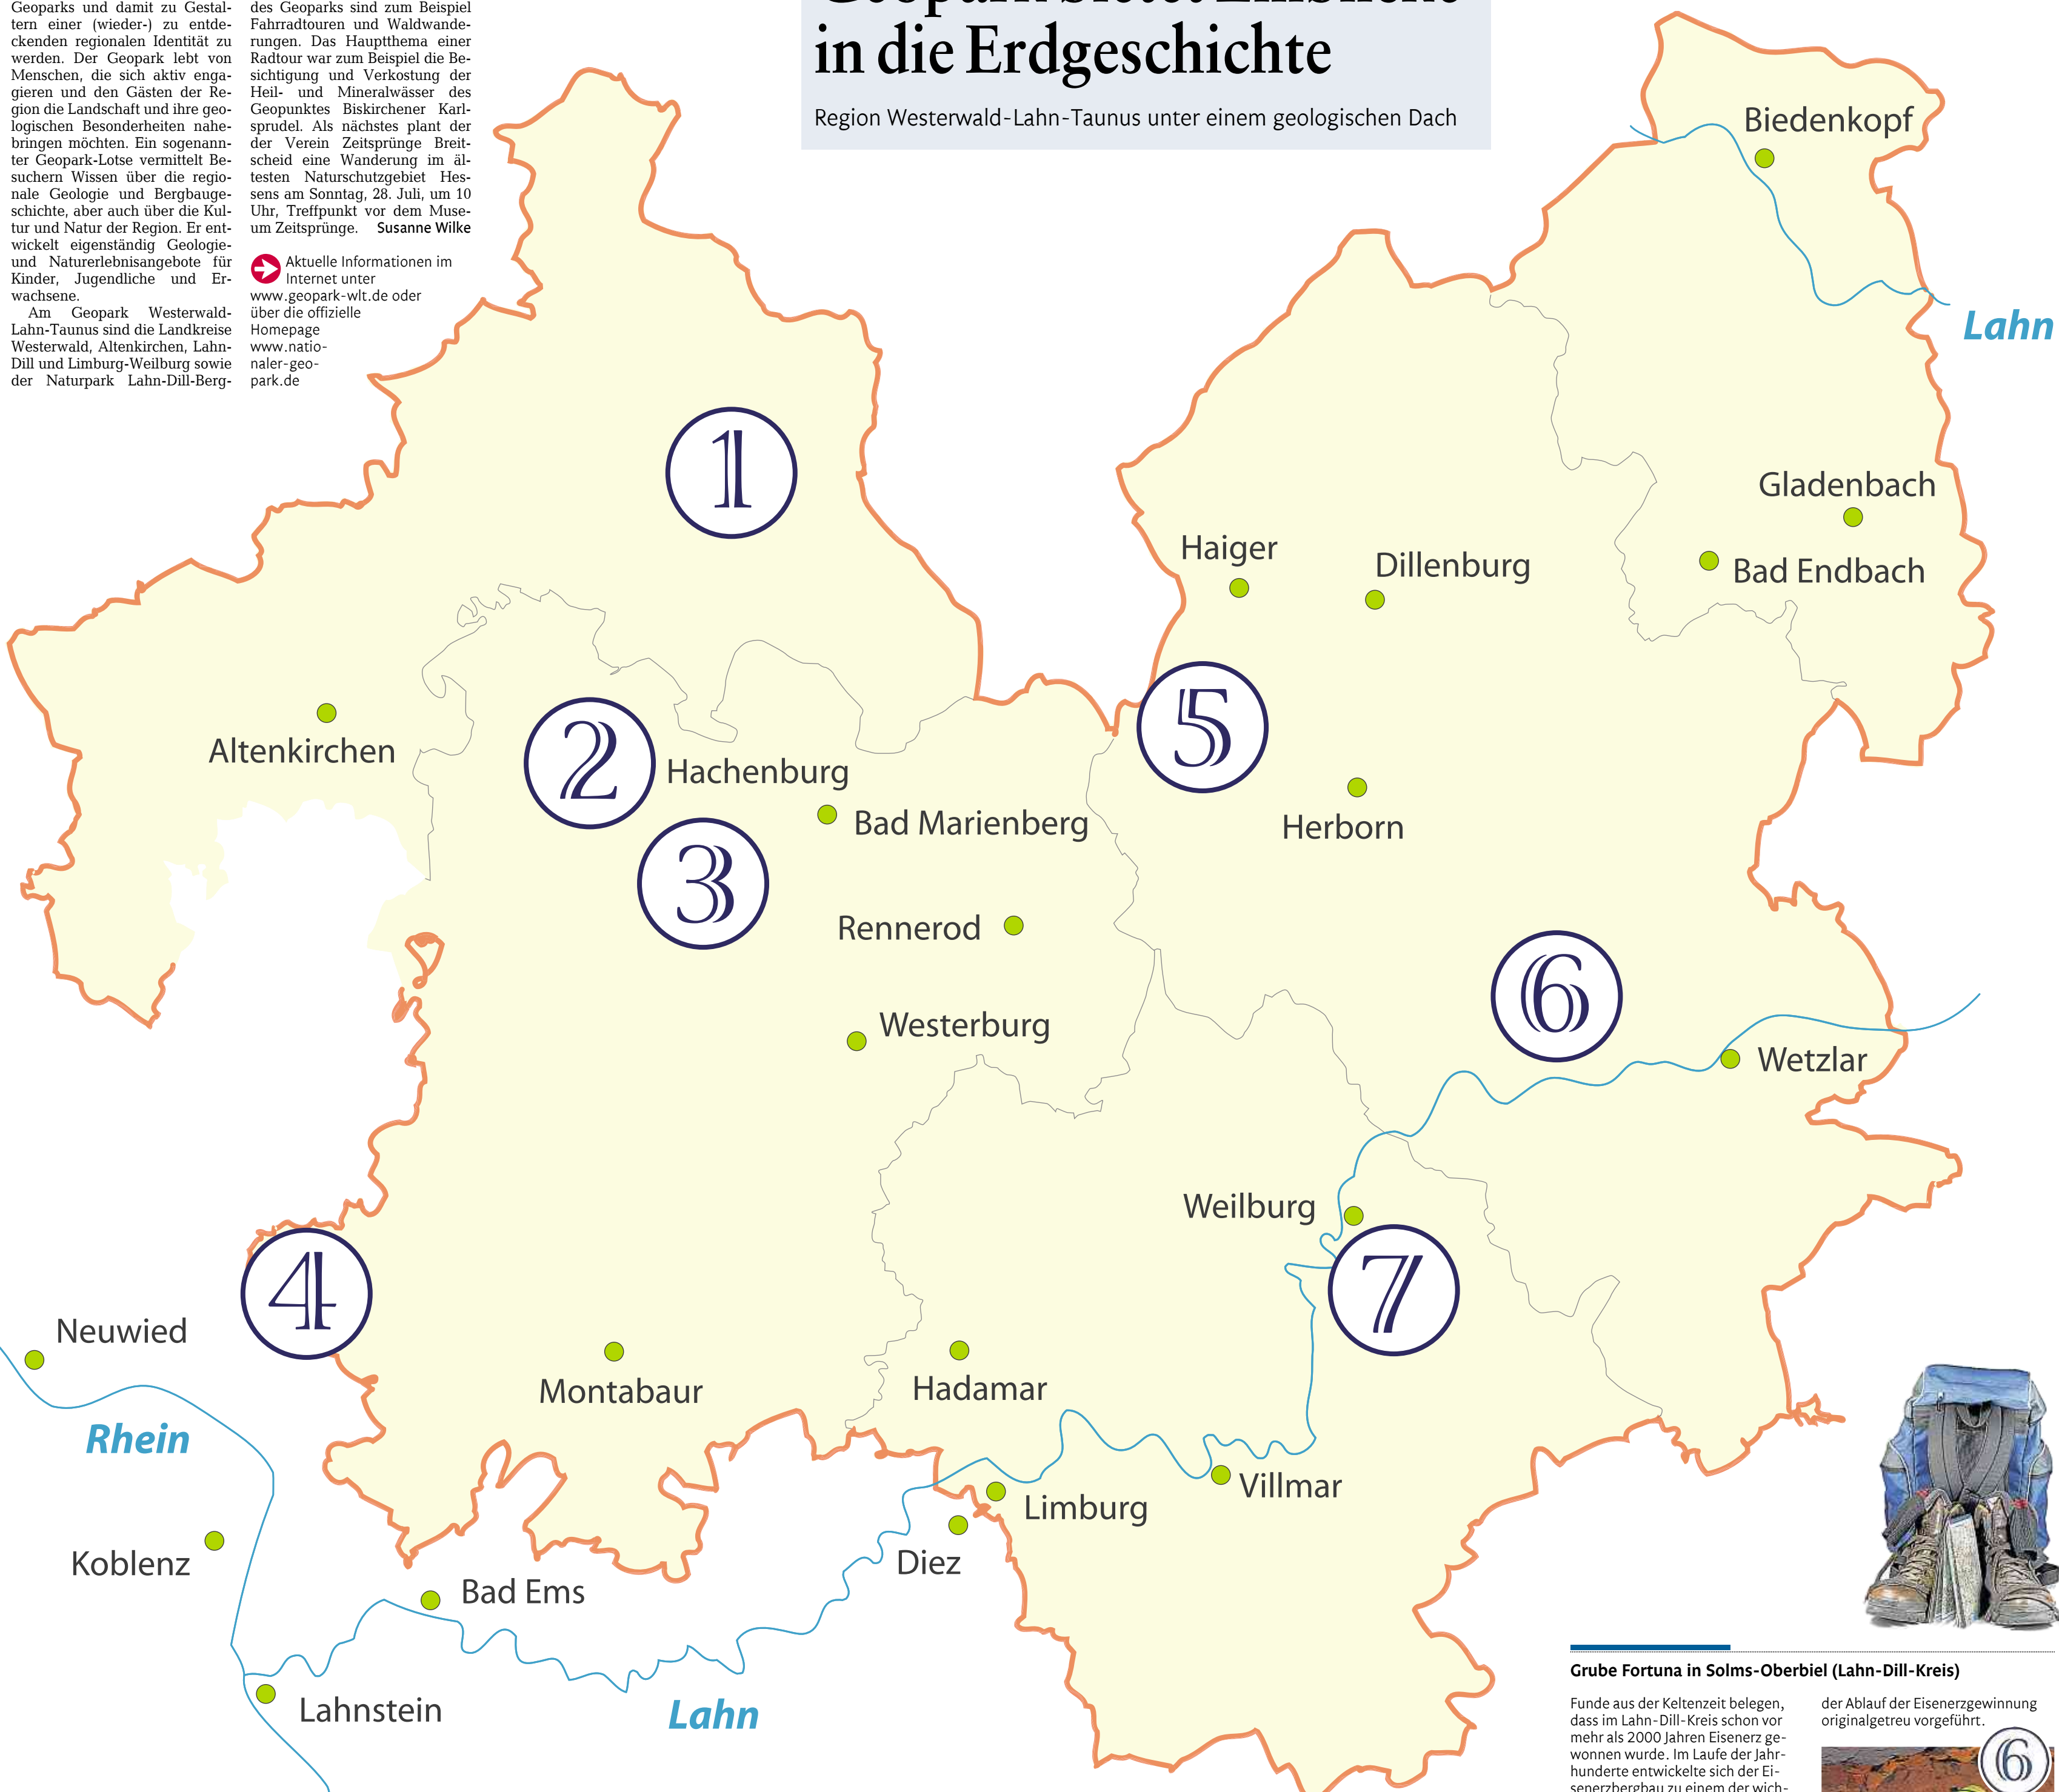 Geoparks und damit zu Gestal-
tern einer (wieder-) zu entde-
ckenden regionalen Identität zu
werden. Der Geopark lebt von
Menschen, die sich aktiv enga-
gieren und den Gästen der Re-
gion die Landschaft und ihre geo-
logischen Besonderheiten nahe-
bringen möchten. Ein sogenann-
ter Geopark-Lotse vermittelt Be-
suchern Wissen über die regio-
nale Geologie und Bergbauge-
schichte, aber auch über die Kul-
tur und Natur der Region. Er ent-
wickelt eigenständig Geologie-
und Naturerlebnisangebote für
Kinder, Jugendliche und Er-
wachsene.
Am Geopark Westerwald-
Lahn-Taunus sind die Landkreise
Westerwald, Altenkirchen, Lahn-
Dill und Limburg-Weilburg sowie
der Naturpark Lahn-Dill-Berg-
des Geoparks sind zum Beispiel
Fahrradtouren und Waldwande-
rungen. Das Hauptthema einer
Radtour war zum Beispiel die Be-
sichtigung und Verkostung der
Heil- und Mineralwässer des
Geopunktes Biskirchener Karl-
sprudel. Als nächstes plant der
der Verein Zeitsprünge Breit-
scheid eine Wanderung im äl-
testen Naturschutzgebiet Hes-
sens am Sonntag, 28. Juli, um 10
Uhr, Treffpunkt vor dem Muse-
um Zeitsprünge. Susanne Wilke
Aktuelle Informationen im
Internet unter
www.geopark-wlt.de oder
über die offizielle
Homepage
www.natio-
naler-geo-
park.de
Geopark bietet Einblicke
in die Erdgeschichte
Region Westerwald-Lahn-Taunus unter einem geologischen Dach
Biedenkopf
Lahn
1
Gladenbach
Haiger
Dillenburg
Bad Endbach
5
Altenkirchen
2
Hachenburg
Bad Marienberg
Herborn
3
Rennerod
6
Westerburg
Wetzlar
Weilburg
4
7
Neuwied
Montabaur
Hadamar
Rhein
Villmar
Limburg
Koblenz
Diez
Bad Ems
Lahnstein
Lahn
Grube Fortuna in Solms-Oberbiel (Lahn-Dill-Kreis)
Funde aus der Keltenzeit belegen,
dass im Lahn-Dill-Kreis schon vor
mehr als 2000 Jahren Eisenerz ge-
wonnen wurde. Im Laufe der Jahr-
hunderte entwickelte sich der Ei-
senerzbergbau zu einem der wich-
der Ablauf der Eisenerzgewinnung
originalgetreu vorgeführt.
6